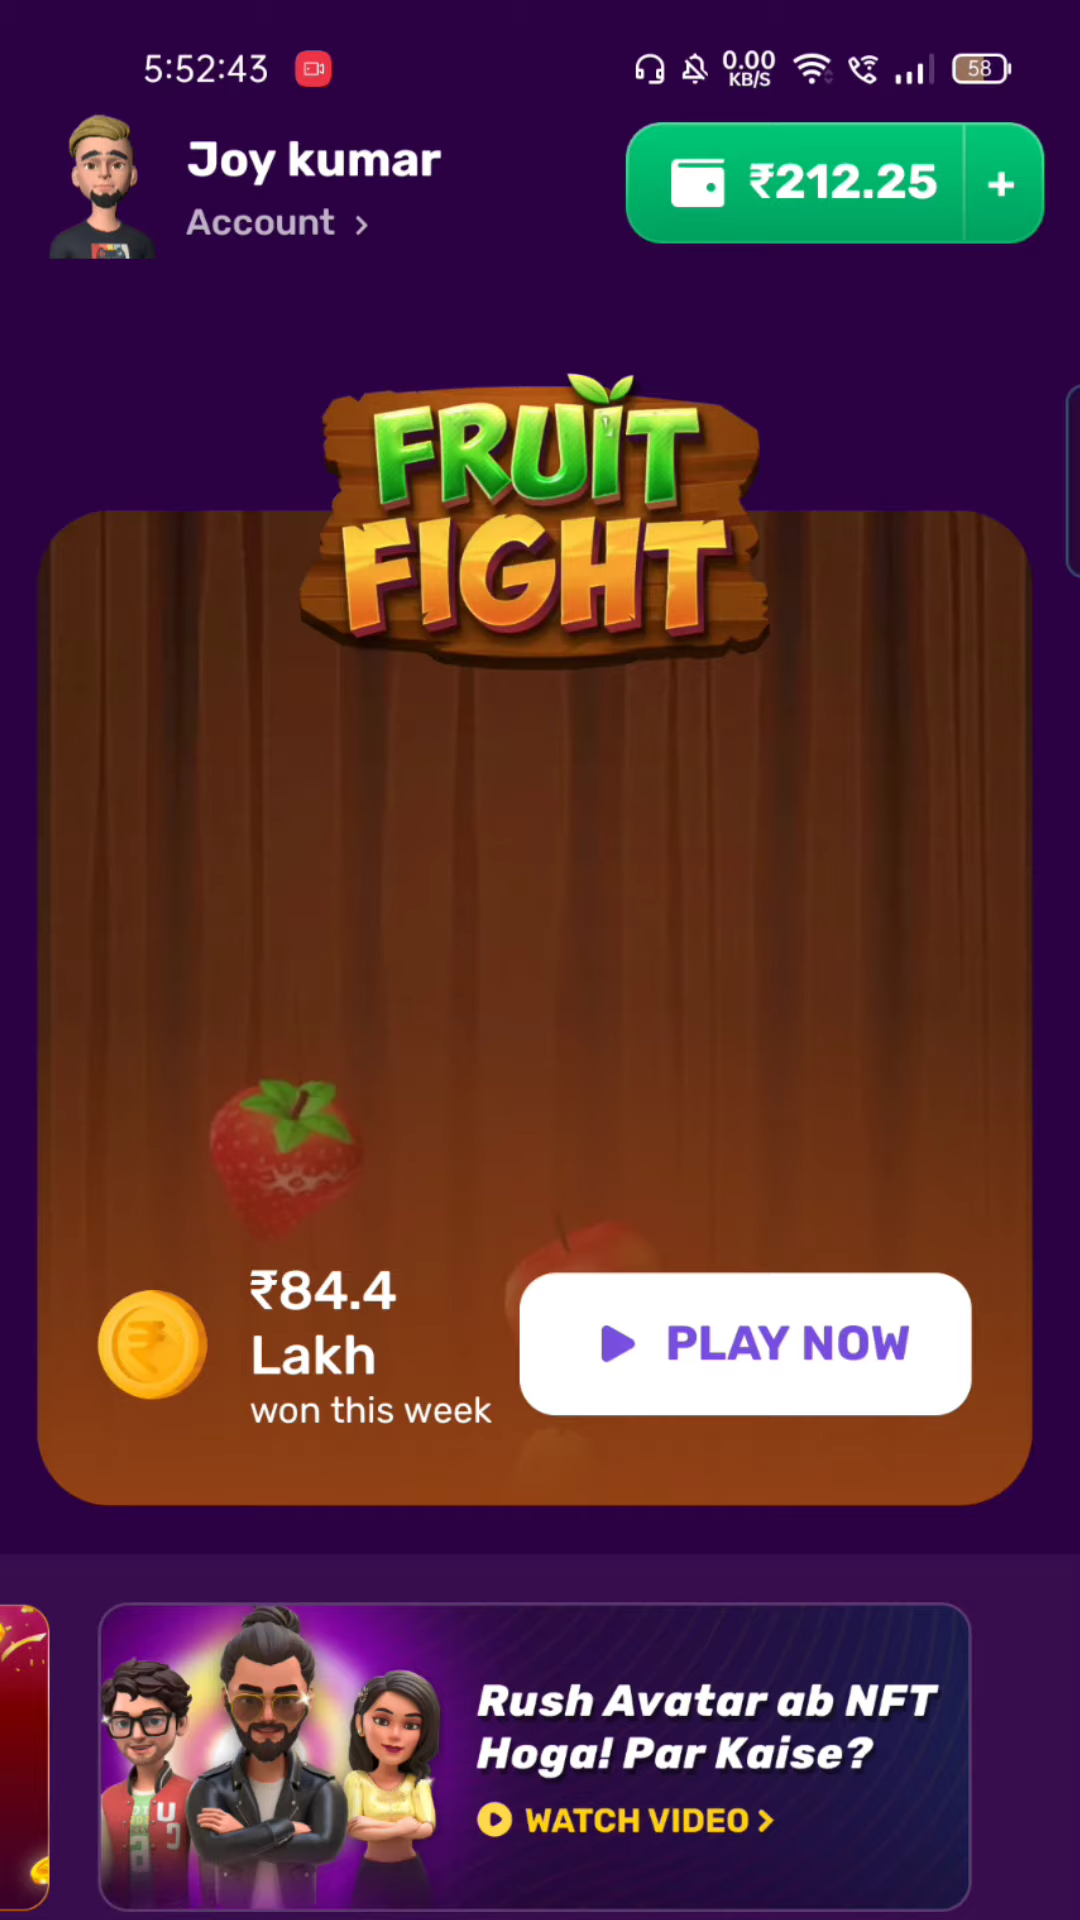 5:52:43
0.00
KB/S
58
Joy kumar
Account >
₹212.25
+
FRUIT
FIGHT
₹84.4
Lakh
won this week
PLAY NOW
Rush Avatar ab NFT
Hoga! Par Kaise?
WATCH VIDEO >